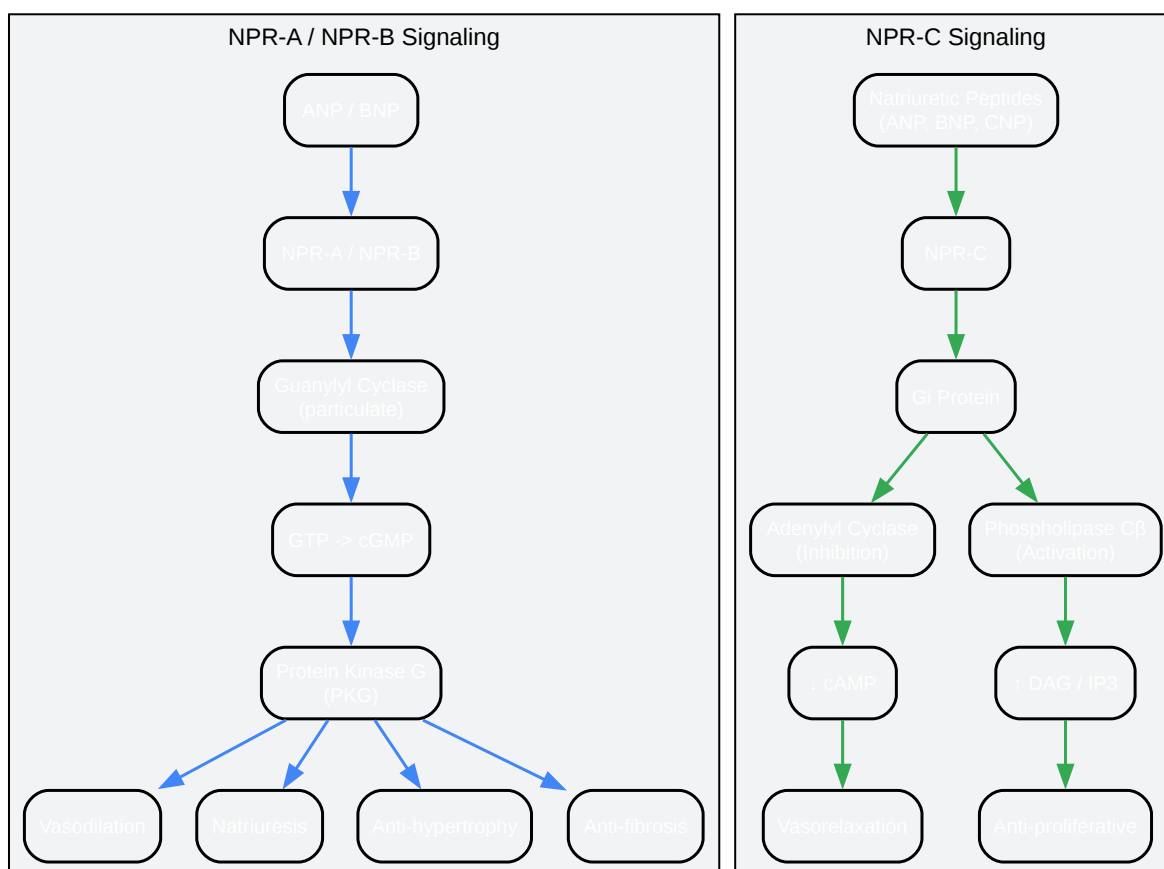 NPR-A / NPR-B Signaling
ANP / BNP
NPR-A / NPR-B
Guanylyl Cyclase
(particulate)
GTP -> cGMP
Protein Kinase G
(PKG)
Vasodilation
Natriuresis
Anti-hypertrophy
Anti-fibrosis
NPR-C Signaling
Natriuretic Peptides
(ANP, BNP, CNP)
NPR-C
Gi Protein
Adenylyl Cyclase
(Inhibition)
Phospholipase Cβ
(Activation)
↓ cAMP
↑ DAG / IP3
Vasorelaxation
Anti-proliferative